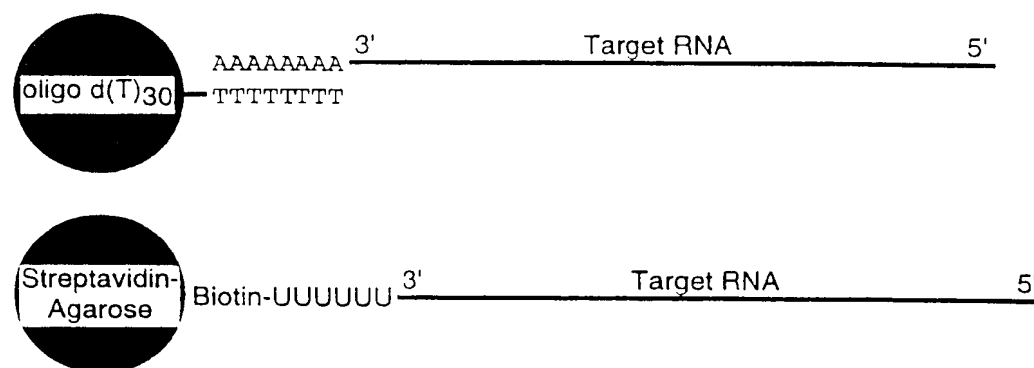 3' Target RNA 5'
AAAAAAAA
oligo d(T)30 TTTTTTTT
3' Target RNA 5
Streptavidin-
Agarose
Biotin-UUUUUU